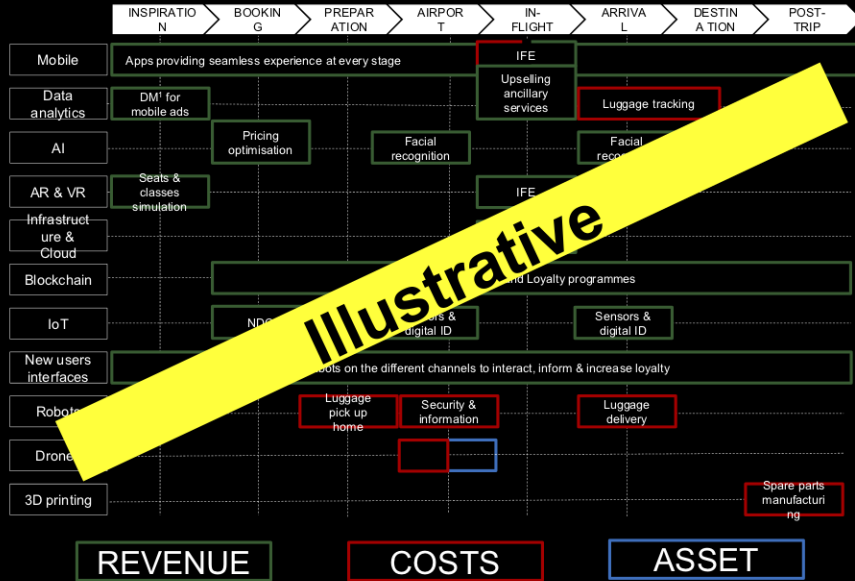 INSPIRATIO
N
BOOKIN
G
PREPAR
ATION
AIRPOR
T
IN-
FLIGHT
ARRIVA
L
DESTIN
ATION
POST-
TRIP
Mobile
Apps providing seamless experience at every stage
IFE
Data
analytics
DM¹ for
mobile ads
Upselling
ancillary
services
Luggage tracking
AI
Pricing
optimisation
Facial
recognition
Facial
AR & VR
Seats &
classes
simulation
IFE
Infrastruct
ure &
Cloud
Illustrative
Blockchain
Loyalty programmes
IoT
&
digital ID
Sensors &
digital ID
New users
interfaces
on the different channels to interact, inform & increase loyalty
Robots
Luggage
pick up
home
Security &
information
Luggage
delivery
3D printing
Spare parts
manufacturi
ng
REVENUE
COSTS
ASSET